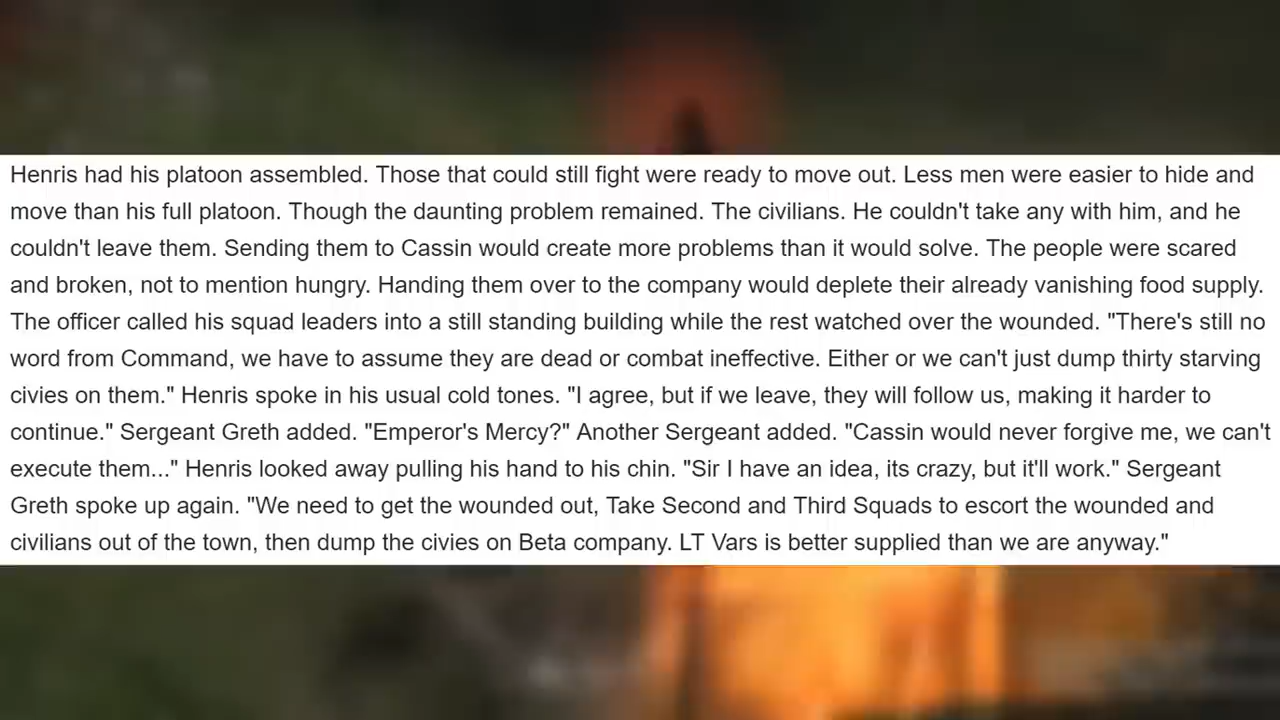 Henris had his platoon assembled. Those that could still fight were ready to move out. Less men were easier to hide and
move than his full platoon. Though the daunting problem remained. The civilians. He couldn't take any with him, and he
couldn't leave them. Sending them to Cassin would create more problems than it would solve. The people were scared
and broken, not to mention hungry. Handing them over to the company would deplete their already vanishing food supply.
The officer called his squad leaders into a still standing building while the rest watched over the wounded. "There's still no
word from Command, we have to assume they are dead or combat ineffective. Either or we can't just dump thirty starving
civies on them." Henris spoke in his usual cold tones. "I agree, but if we leave, they will follow us, making it harder to
continue." Sergeant Greth added. "Emperor's Mercy?" Another Sergeant added. "Cassin would never forgive me, we can't
execute them..." Henris looked away pulling his hand to his chin. "Sir I have an idea, its crazy, but it'll work." Sergeant
Greth spoke up again. "We need to get the wounded out, Take Second and Third Squads to escort the wounded and
civilians out of the town, then dump the civies on Beta company. LT Vars is better supplied than we are anyway."